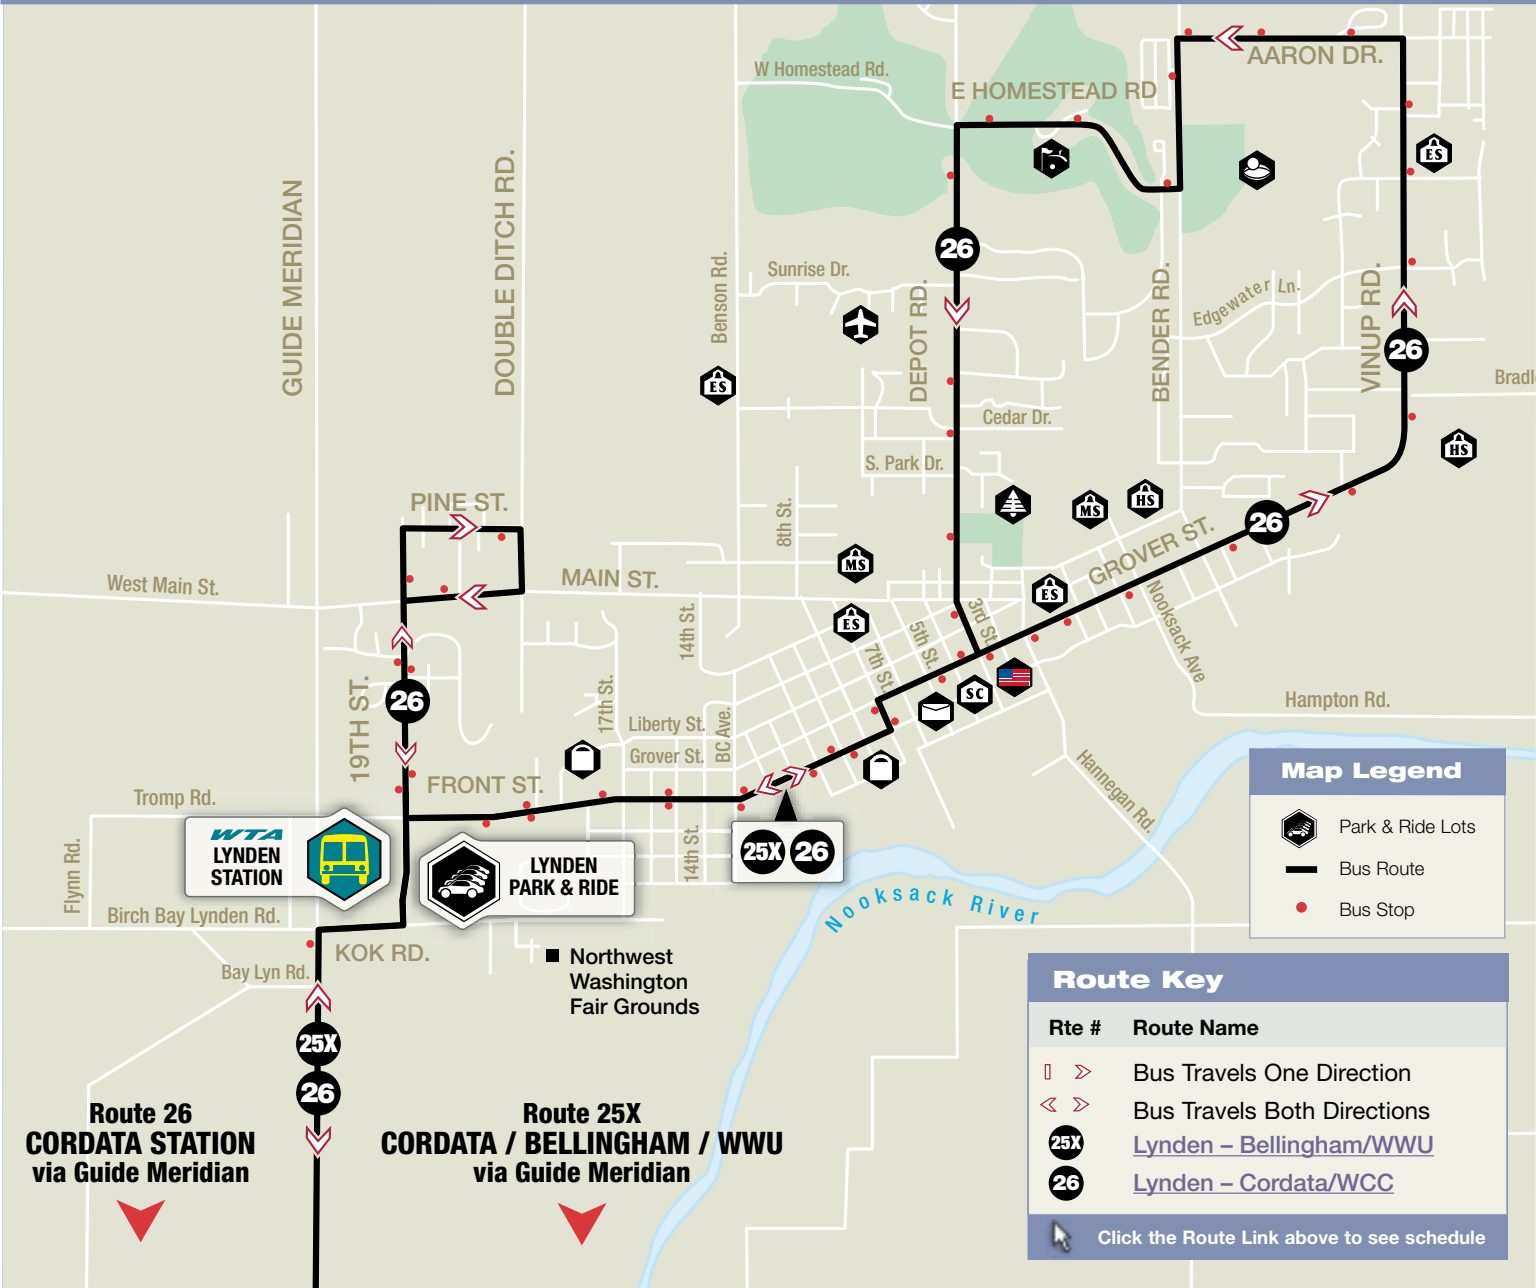 W Homestead Rd.
E HOMESTEAD RD
AARON DR.
ES
GUIDE MERIDIAN
DOUBLE DITCH RD.
Benson Rd.
Sunrise Dr.
26
DEPOT RD.
BENDER RD.
Edgewater Ln.
VINUP RD.
26
ES
Cedar Dr.
S. Park Dr.
HS
PINE ST.
8th St.
MS
HS
26
GROVER ST.
MS
West Main St.
MAIN ST.
ES
ES
14th St.
3rd St.
5th St.
7th St.
Nooksack Ave
SC
19TH ST.
26
17th St.
Liberty St.
BC Ave.
Grover St.
Hampton Rd.
Hannegan Rd.
FRONT ST.
Tromp Rd.
Flynn Rd.
WTA
LYNDEN
STATION
LYNDEN
PARK & RIDE
14th St.
25X 26
Birch Bay Lynden Rd.
KOK RD.
Bay Lyn Rd.
Nooksack River
Northwest
Washington
Fair Grounds
25X
26
Route 26
CORDATA STATION
via Guide Meridian
Route 25X
CORDATA / BELLINGHAM / WWU
via Guide Meridian
Map Legend
Park & Ride Lots
Bus Route
Bus Stop
Route Key
Rte # Route Name
Bus Travels One Direction
Bus Travels Both Directions
25X Lynden – Bellingham/WWU
26 Lynden – Cordata/WCC
Click the Route Link above to see schedule